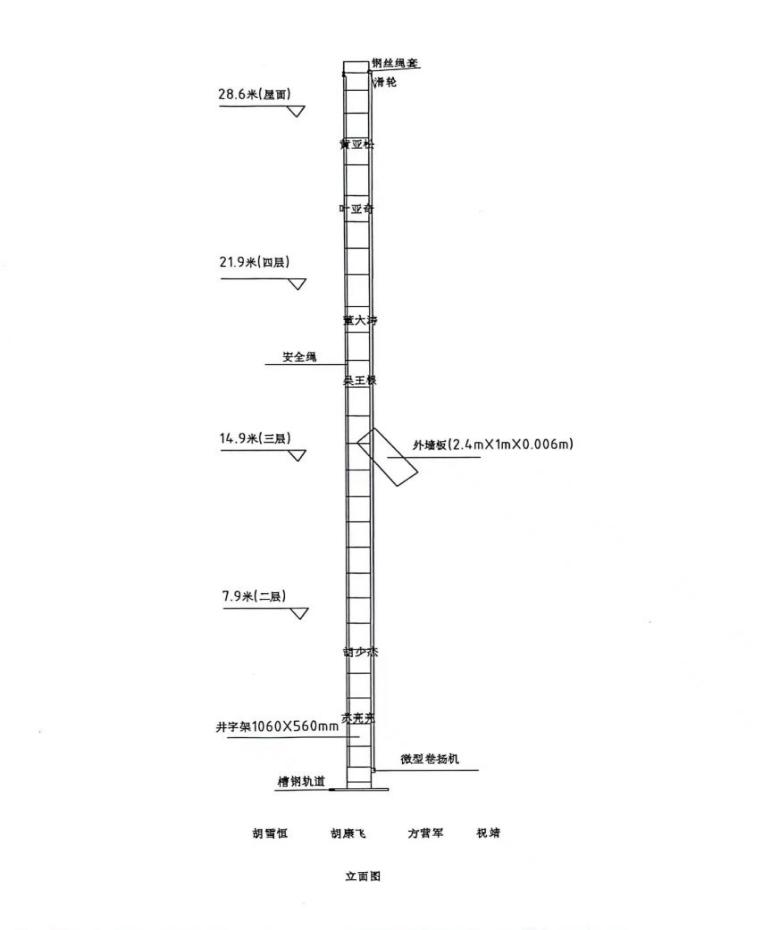 钢丝绳套
滑轮
28.6米(屋面)
黄亚松
叶亚奇
21.9米(四层)
董大涛
安全绳
吴王根
14.9米(三层)
外墙板(2.4mX1mX0.006m)
7.9米(二层)
胡少杰
苏亮亮
井字架1060X560mm
微型卷扬机
槽钢轨道
胡雪恒 胡康飞 方营军 祝靖
立面图